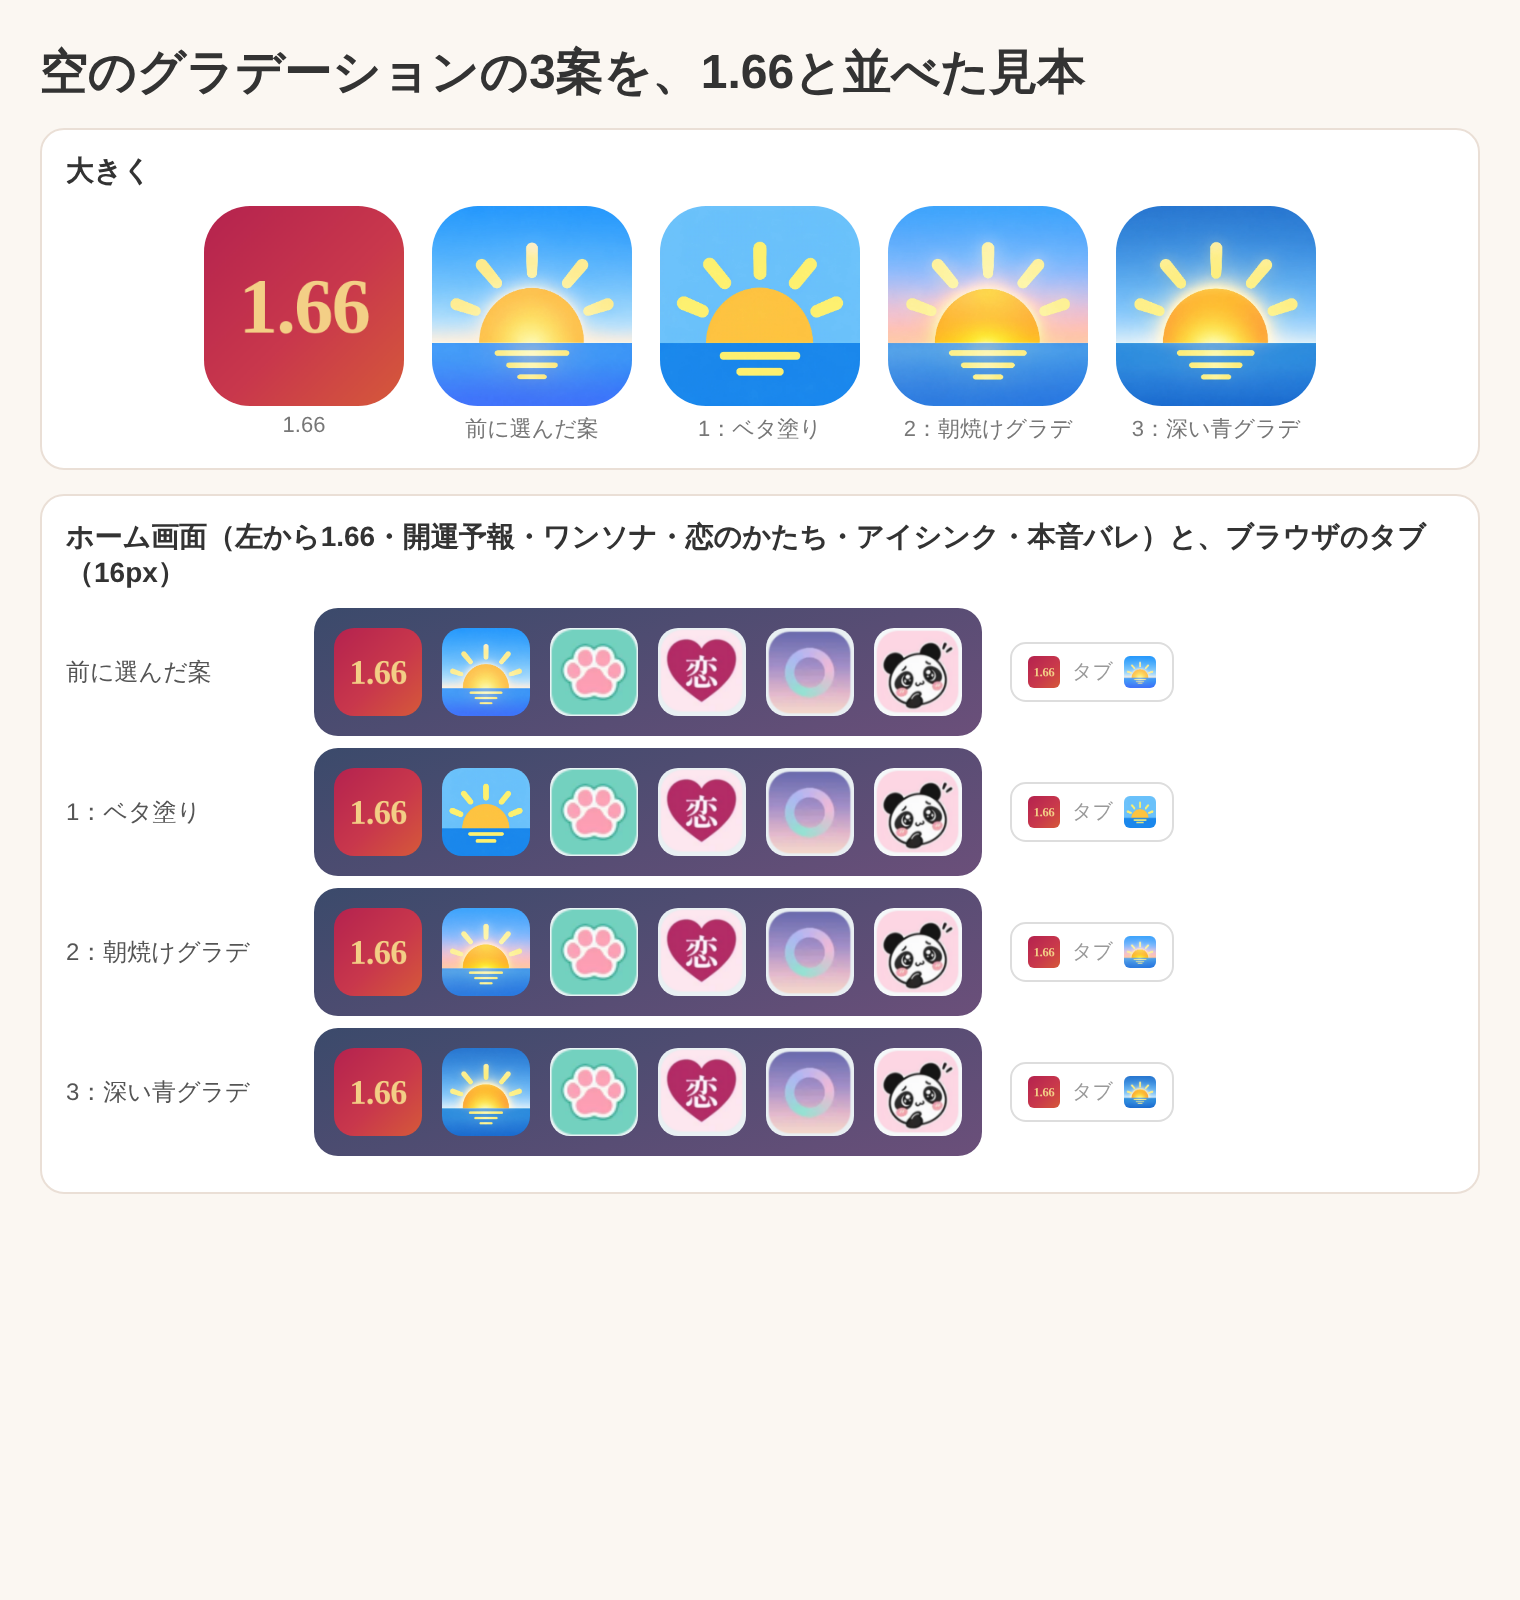 空のグラデーションの3案を、1.66と並べた見本
大きく
1.66
1.66
前に選んだ案
1：ベタ塗り
2：朝焼けグラデ
3：深い青グラデ
ホーム画面（左から1.66・開運予報・ワンソナ・恋のかたち・アイシンク・本音バレ）と、ブラウザのタブ
（16px）
前に選んだ案
1.66
恋
1.66
タブ
1：ベタ塗り
1.66
恋
1.66
タブ
2：朝焼けグラデ
1.66
恋
1.66
タブ
3：深い青グラデ
1.66
恋
1.66
タブ